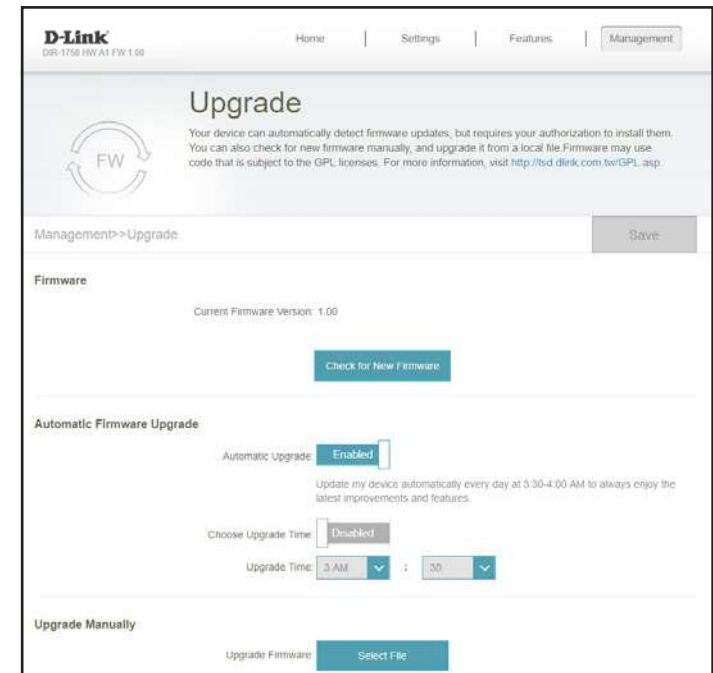 D-Link
DIR-1750 HW:A1 FW:1.00
Home | Settings | Features | Management
Upgrade
Your device can automatically detect firmware updates, but requires your authorization to install them.
You can also check for new firmware manually, and upgrade it from a local file.Firmware may use
code that is subject to the GPL licenses. For more information, visit http://tsd.dlink.com.tw/GPL.asp.
FW
Management>>Upgrade
Save
Firmware
Current Firmware Version: 1.00
Check for New Firmware
Automatic Firmware Upgrade
Automatic Upgrade: Enabled
Update my device automatically every day at 3:30-4:00 AM to always enjoy the
latest improvements and features.
Choose Upgrade Time: Disabled
Upgrade Time: 3 AM : 30
Upgrade Manually
Upgrade Firmware: Select File